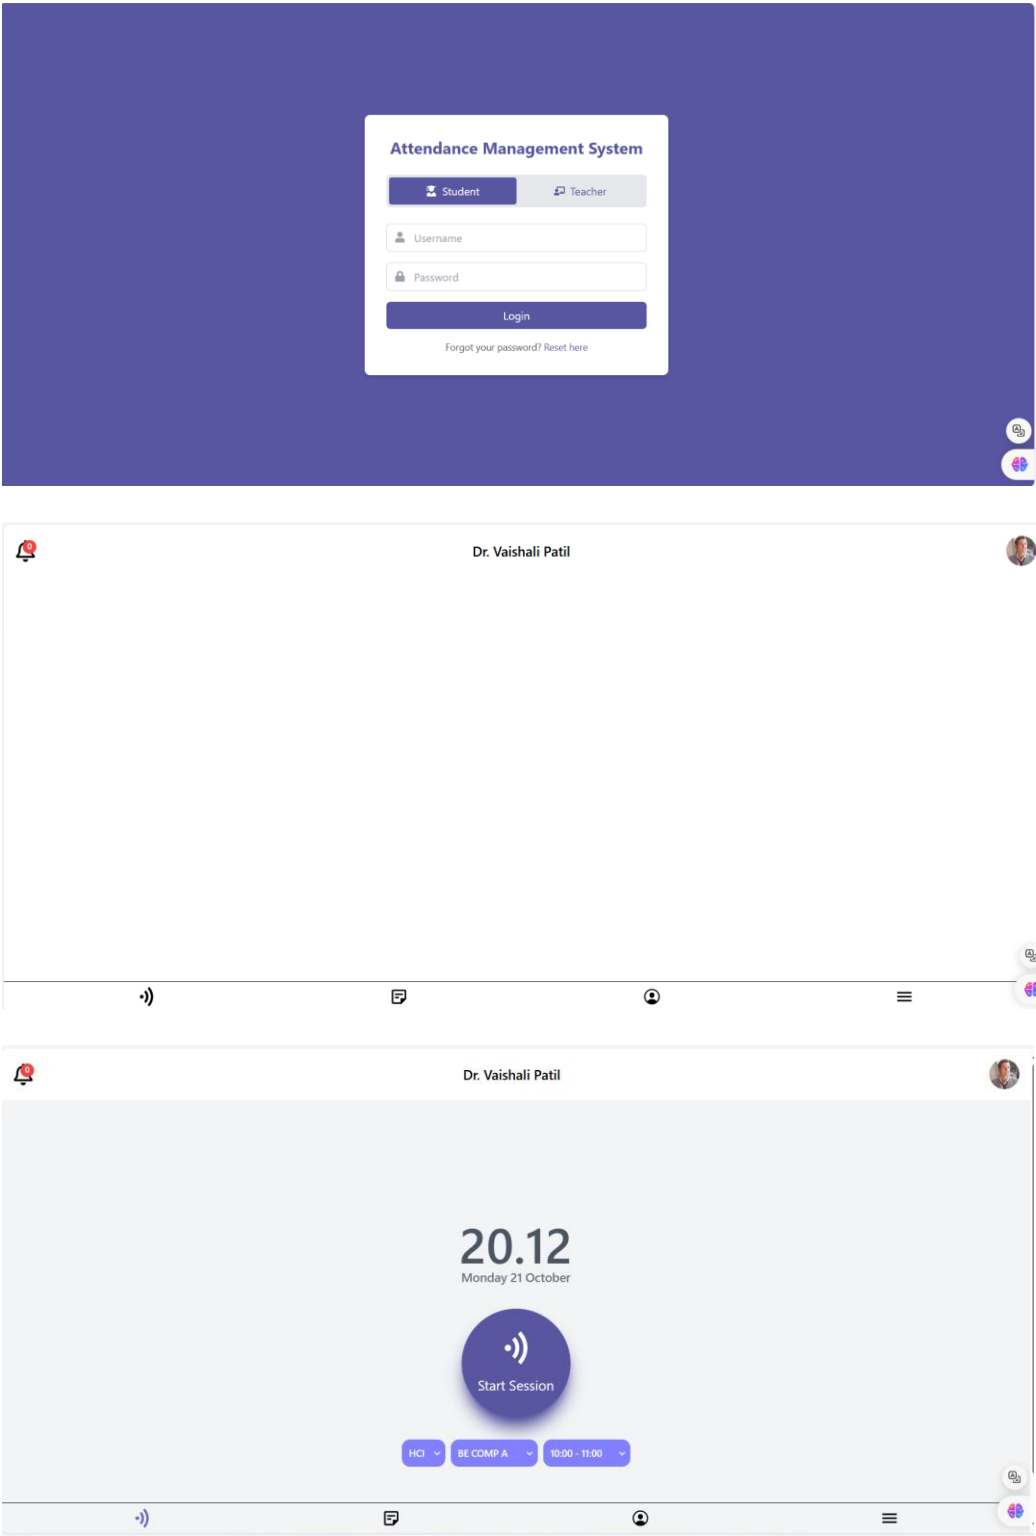 Attendance Management System
Student Teacher
Username
Password
Login
Forgot your password? Reset here
0
Dr. Vaishali Patil
0
Dr. Vaishali Patil
20.12
Monday 21 October
Start Session
HCI BE COMP A 10:00 - 11:00